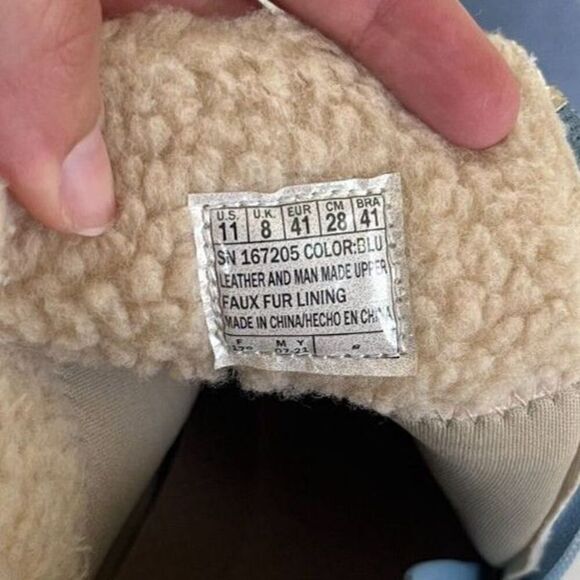 U.S. U.K. EUR CM BRA
11 8 41 28 41
SN 167205 COLOR:BLU
LEATHER AND MAN MADE UPPER
FAUX FUR LINING
MADE IN CHINA/HECHO EN
F M Y